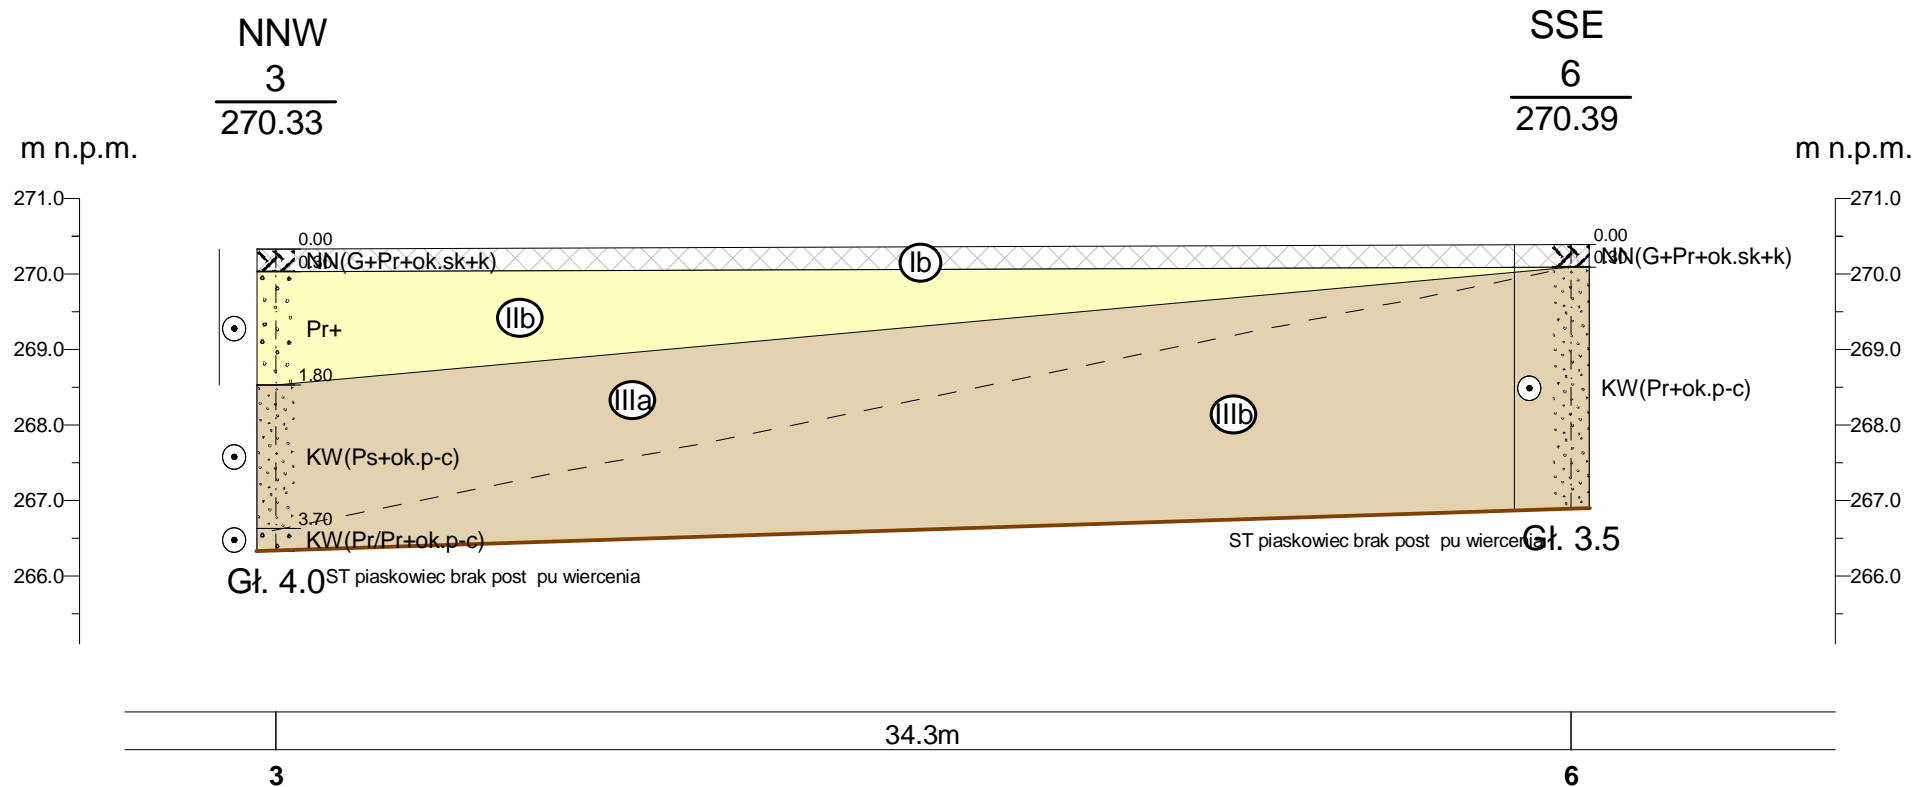 NNW
3
270.33
SSE
6
270.39
m n.p.m.
m n.p.m.
271.0
270.0
269.0
268.0
267.0
266.0
271.0
270.0
269.0
268.0
267.0
266.0
0.00
0.30
NN(G+Pr+ok.sk+k)
Pr+
1.80
KW(Ps+ok.p-c)
3.70
KW(Pr/Pr+ok.p-c)
Gł. 4.0
ST piaskowiec brak post pu wiercenia
Ib
IIb
IIIa
IIIb
0.00
0.30
NN(G+Pr+ok.sk+k)
KW(Pr+ok.p-c)
ST piaskowiec brak post pu wiercenia
Gł. 3.5
34.3m
3
6